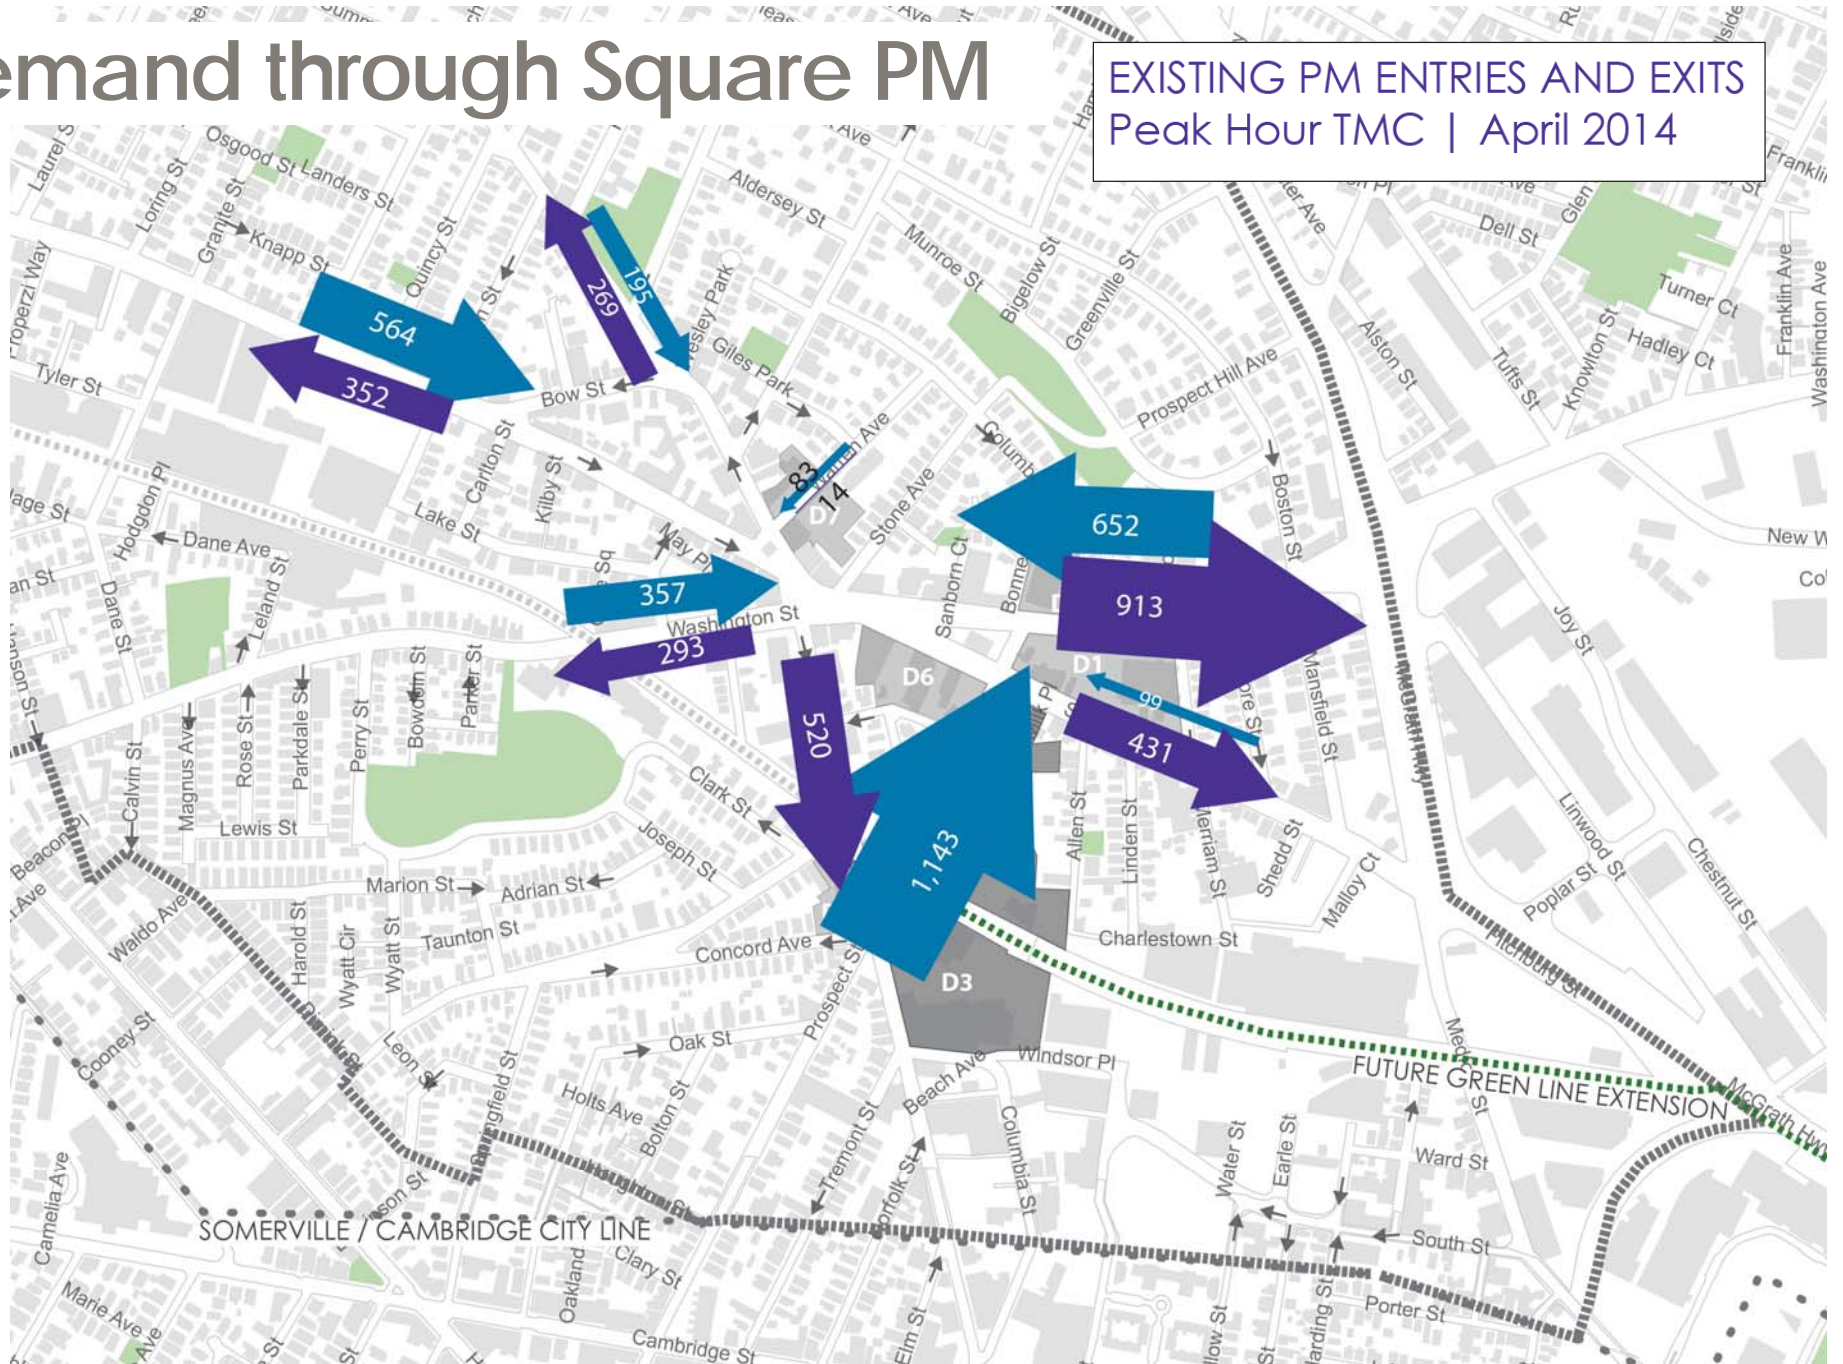 emand through Square PM
EXISTING PM ENTRIES AND EXITS
Peak Hour TMC | April 2014
Laurel S
Loring St
Osgood St
Landers St
Granite St
Knapp St
Quincy St
Properzi Way
Tyler St
Aldersey St
Munroe St
Bigelow St
Greenville St
Prospect Hill Ave
Giles Park
Bow St
Warren Ave
Stone Ave
Columb
Boston St
Dell St
Glen
Franklin Ave
Washington Ave
Turner Ct
Hadley Ct
Knowlton St
Tufts St
Alston St
Joy St
New W
564
352
269
195
83
14
652
913
357
293
520
1,143
99
431
D7
D6
D1
D3
Carlton St
Kilby St
Lake St
May Pl
Hodgdon Pl
Dane Ave
Dane St
Leland St
Washington St
Sanborn Ct
Bonne
Mansfield St
Bowdoin St
Parker St
Perry St
Parkdale St
Rose St
Magnus Ave
Calvin St
Lewis St
Beacon Pl
Clark St
Joseph St
Allen St
Linden St
Merriam St
Shedd St
Malloy Ct
Linwood St
Chestnut St
Poplar St
Fitchburg St
Marion St
Adrian St
Waldo Ave
Harold St
Wyatt Cir
Wyatt St
Taunton St
Concord Ave
Charlestown St
Prospect St
Oak St
Windsor Pl
Beach Ave
Cooney St
Leon S
Holts Ave
Bolton St
Tremont St
Columbia St
FUTURE GREEN LINE EXTENSION
McGrath Hwy
Water St
Earle St
Ward St
South St
Camelia Ave
SOMERVILLE / CAMBRIDGE CITY LINE
Clary St
Oakland
Marie Ave
Cambridge St
Elm St
Porter St